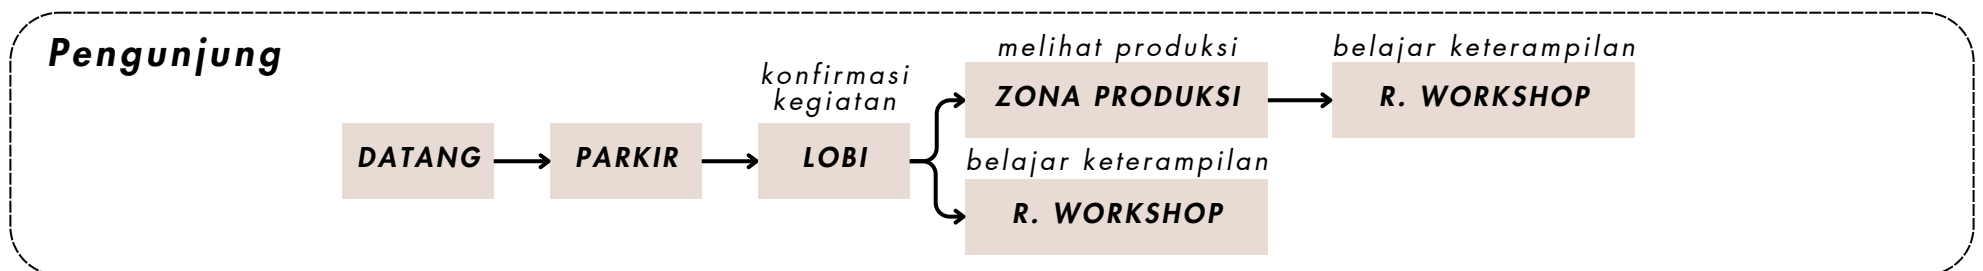 Pengunjung
DATANG
PARKIR
konfirmasi
kegiatan
LOBI
melihat produksi
ZONA PRODUKSI
belajar keterampilan
R. WORKSHOP
belajar keterampilan
R. WORKSHOP